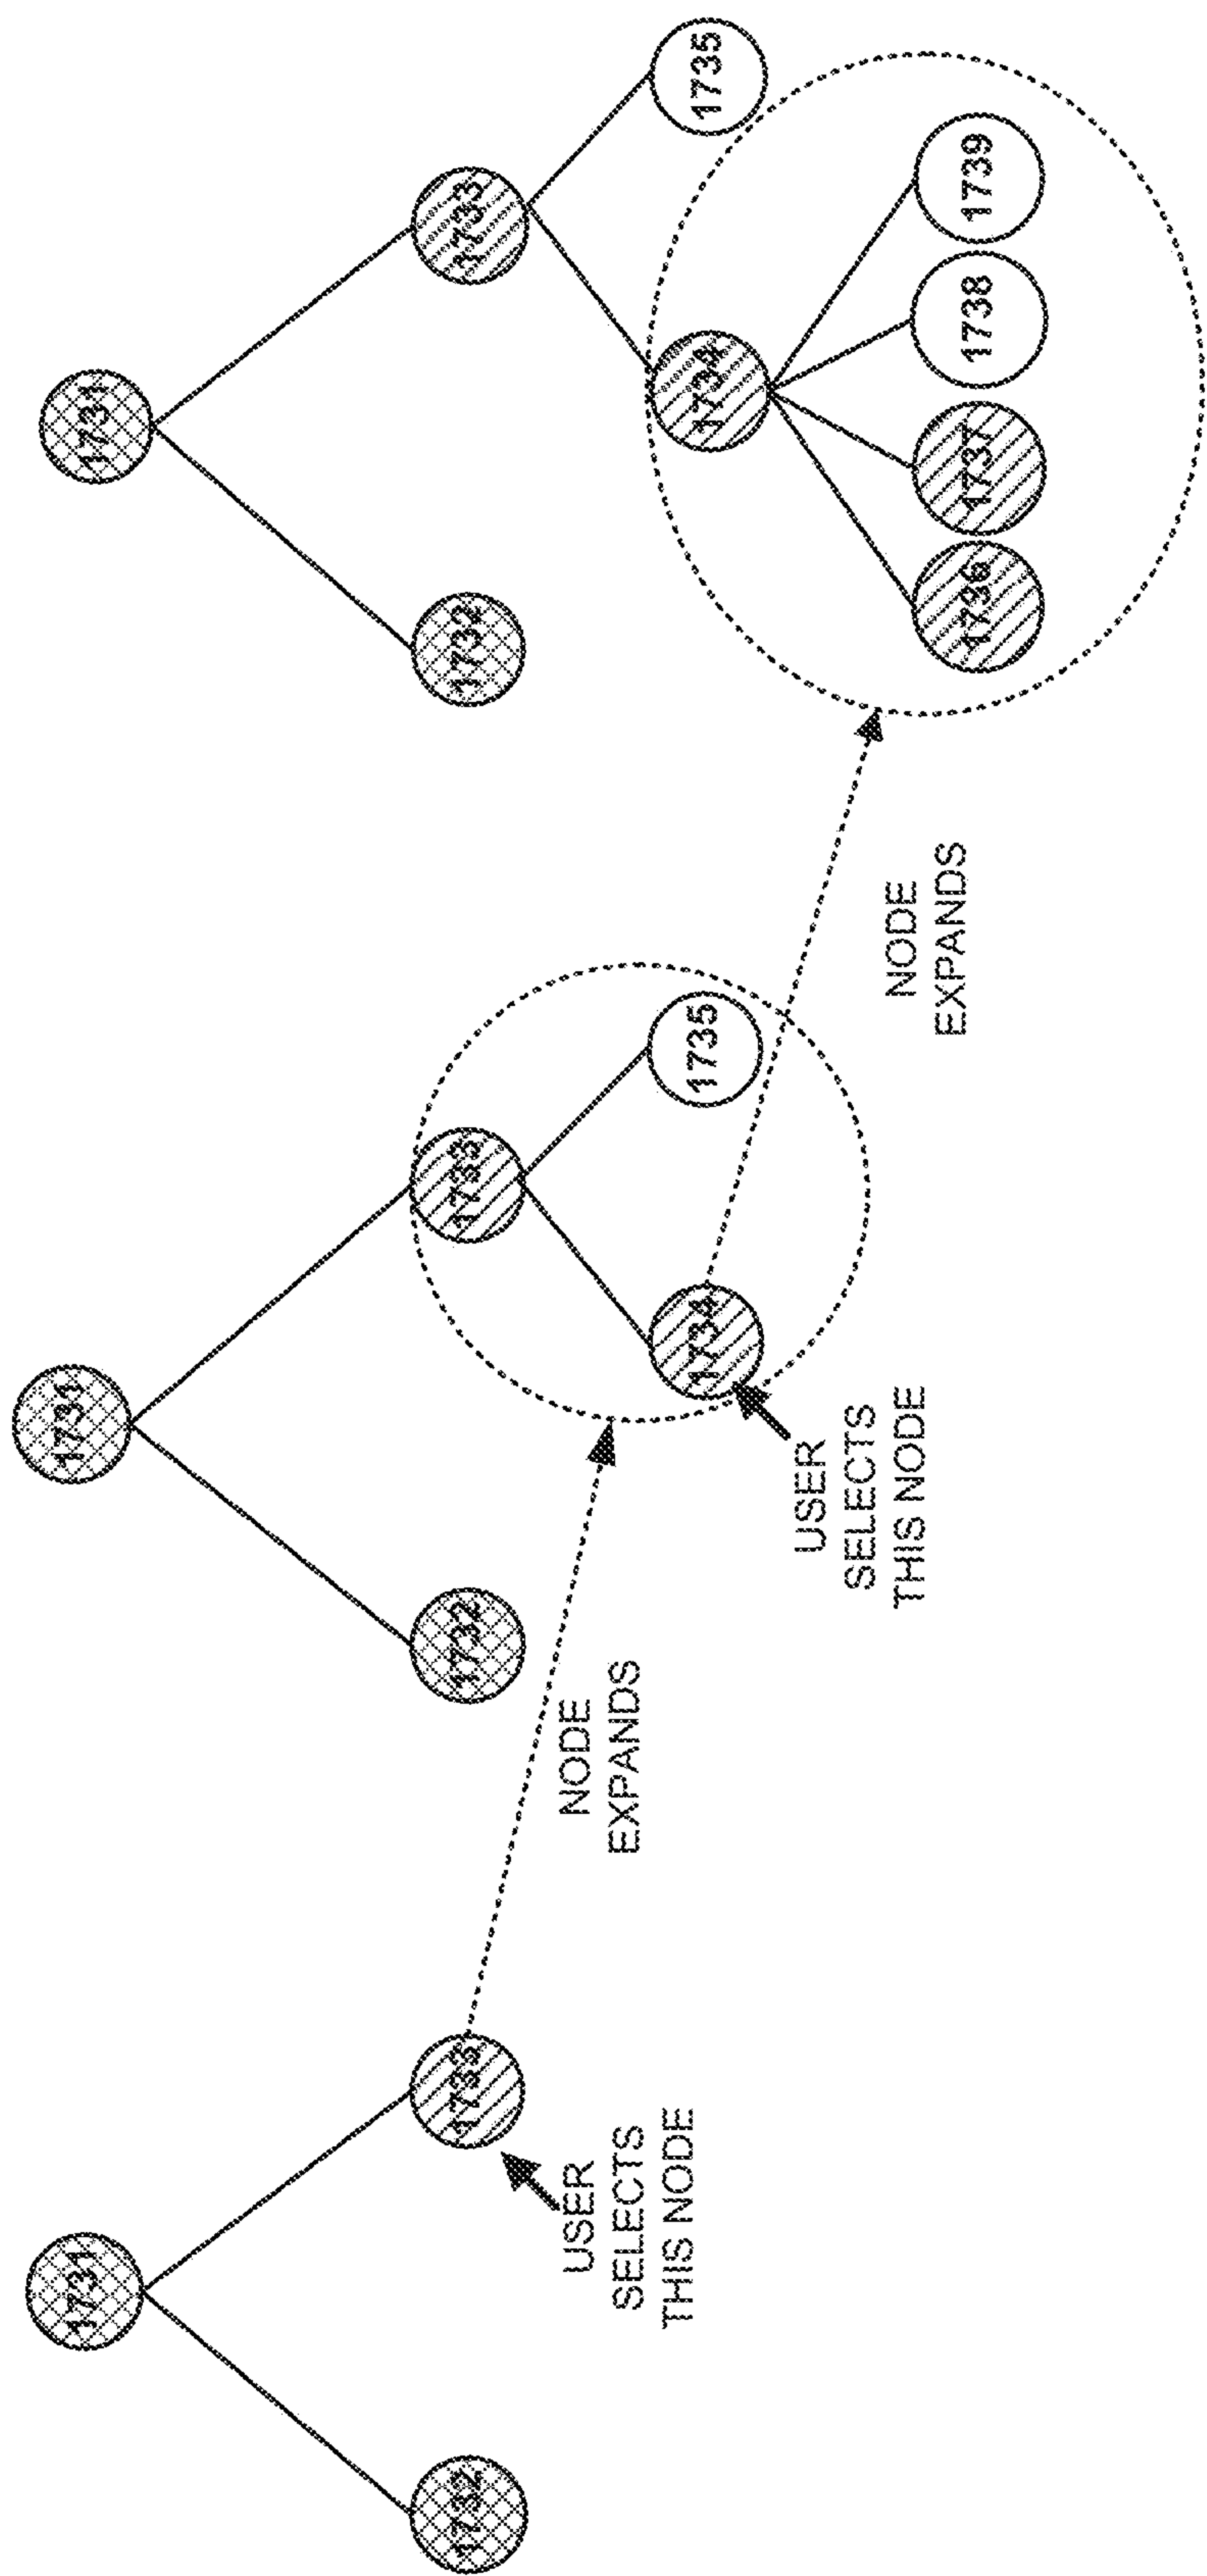 1731
1732
1733
USER
SELECTS
THIS NODE
NODE
EXPANDS
1731
1732
1733
1734
1735
USER
SELECTS
THIS NODE
NODE
EXPANDS
1731
1732
1733
1734
1735
1736
1737
1738
1739